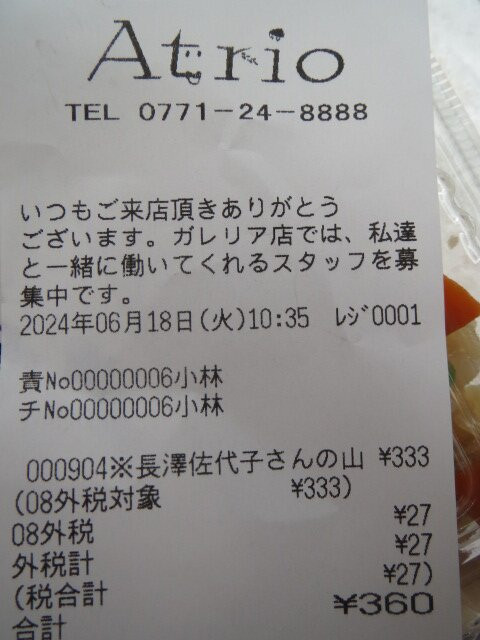 Atrio
TEL 0771-24-8888
いつもご来店頂きありがとう
ございます。ガレリア店では、私達
と一緒に働いてくれるスタッフを募
集中です。
2024年06月18日(火)10:35 ﾚｼﾞ0001
責No00000006小林
チNo00000006小林
000904※長澤佐代子さんの山 ¥333
(08外税対象 ¥333)
08外税 ¥27
外税計 ¥27
(税合計 ¥27)
合計 ¥360